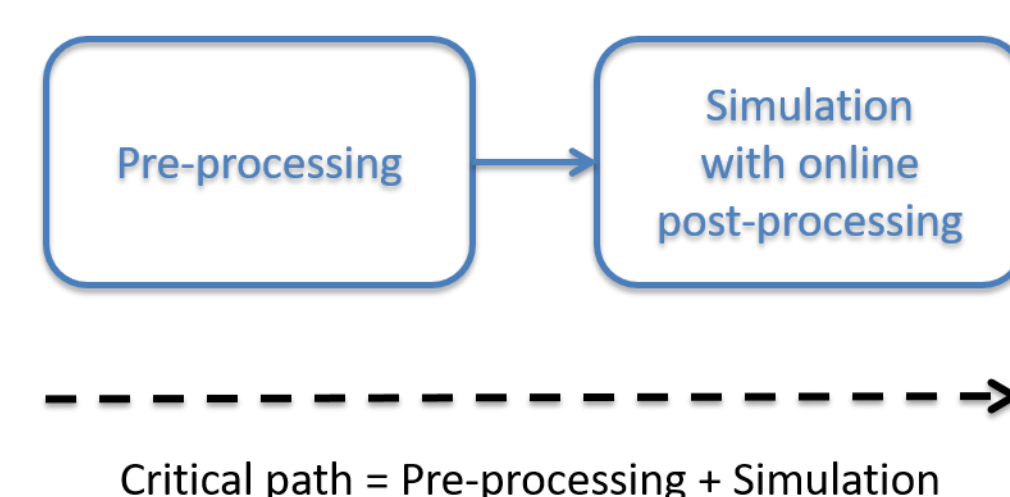 Pre-processing
Simulation
with online
post-processing
Critical path = Pre-processing + Simulation